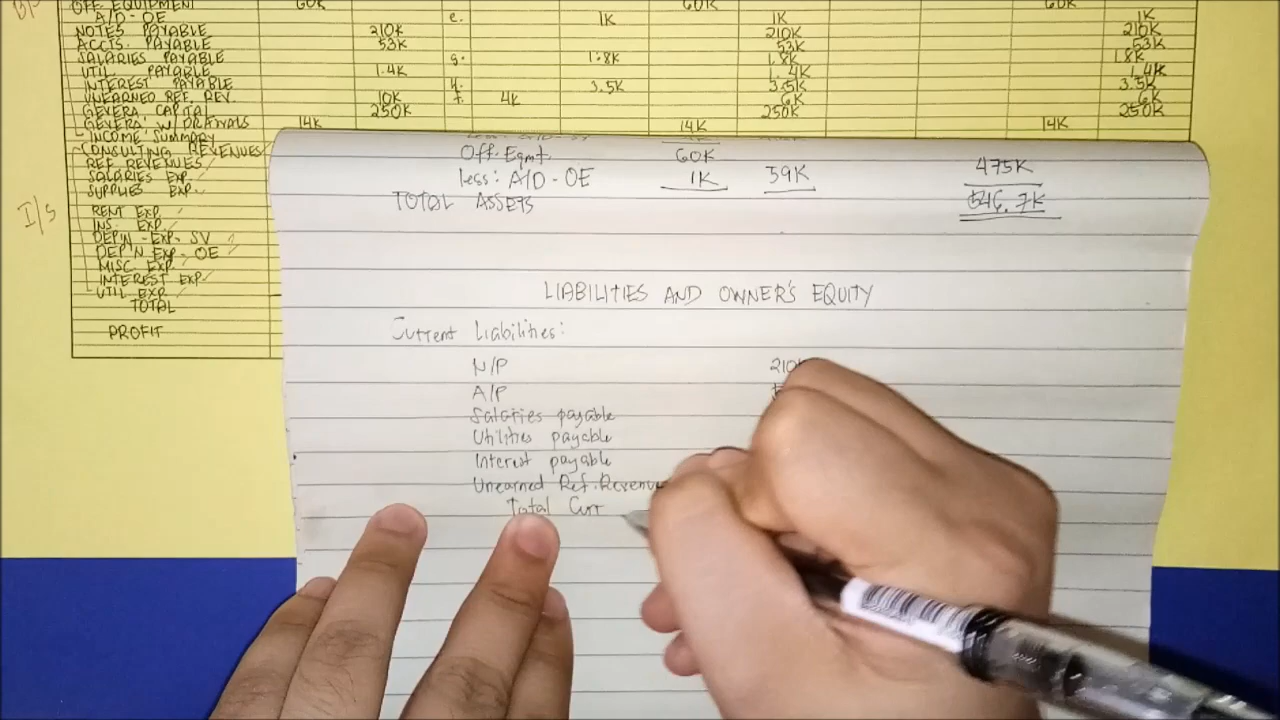 B/S
OFF. EQUIPMENT 60K 60K 60K
A/D - OE e. 1K 1K 1K
NOTES PAYABLE 210K 210K 210K
ACCTS. PAYABLE 53K 53K 53K
SALARIES PAYABLE g. 1.8K 1.8K 1.8K
UTIL. PAYABLE 1.4K 1.4K 1.4K
INTEREST PAYABLE 3.5K 3.5K 3.5K
UNEARNED REF. REV. 10K f. 4K 6K 6K
GEVERA CAPITAL 250K 250K 250K
GEVERA W/DRAWALS 14K 14K 14K
INCOME SUMMARY
CONSULTING REVENUES
REF REVENUES
SALARIES EXP.
SUPPLIES EXP.
I/S
RENT EXP.
INS. EXP.
DEP'N - EXP - SV
DEP'N EXP - OE
MISC. EXP.
INTEREST EXP.
UTIL EXP.
TOTAL
PROFIT
Off. Eqmt. 60K
less: A/D - OE 1K 59K 475K
TOTAL ASSETS 546.7K
LIABILITIES AND OWNER'S EQUITY
Current Liabilities:
N/P 210K
A/P
Salaries payable
Utilities payable
Interest payable
Unearned Ref. Revenue
Total Curr